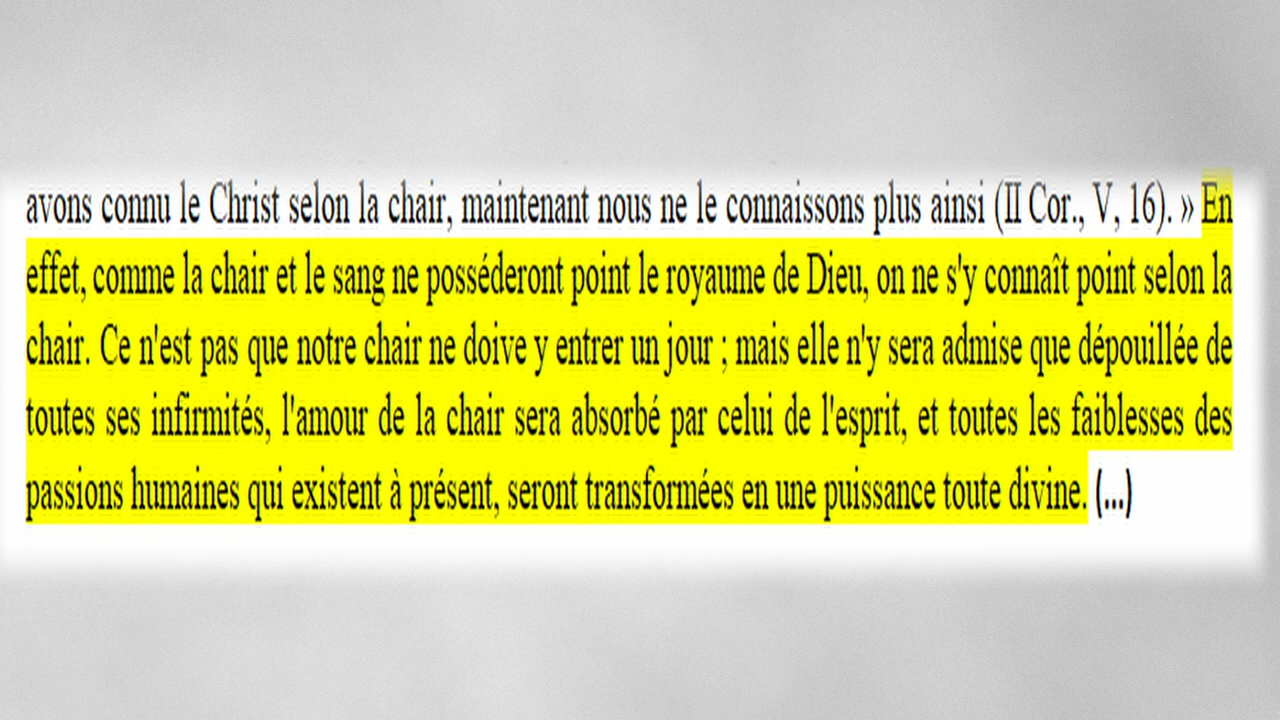 avons connu le Christ selon la chair, maintenant nous ne le connaissons plus ainsi (II Cor., V, 16). » En
effet, comme la chair et le sang ne posséderont point le royaume de Dieu, on ne s'y connaît point selon la
chair. Ce n'est pas que notre chair ne doive y entrer un jour ; mais elle n'y sera admise que dépouillée de
toutes ses infirmités, l'amour de la chair sera absorbé par celui de l'esprit, et toutes les faiblesses des
passions humaines qui existent à présent, seront transformées en une puissance toute divine. (...)